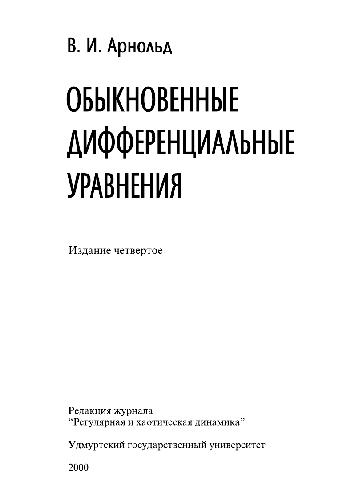 В. И. Арнольд
ОБЫКНОВЕННЫЕ
ДИФФЕРЕНЦИАЛЬНЫЕ
УРАВНЕНИЯ
Издание четвертое
Редакция журнала
“Регулярная и хаотическая динамика”
Удмуртский государственный университет
2000